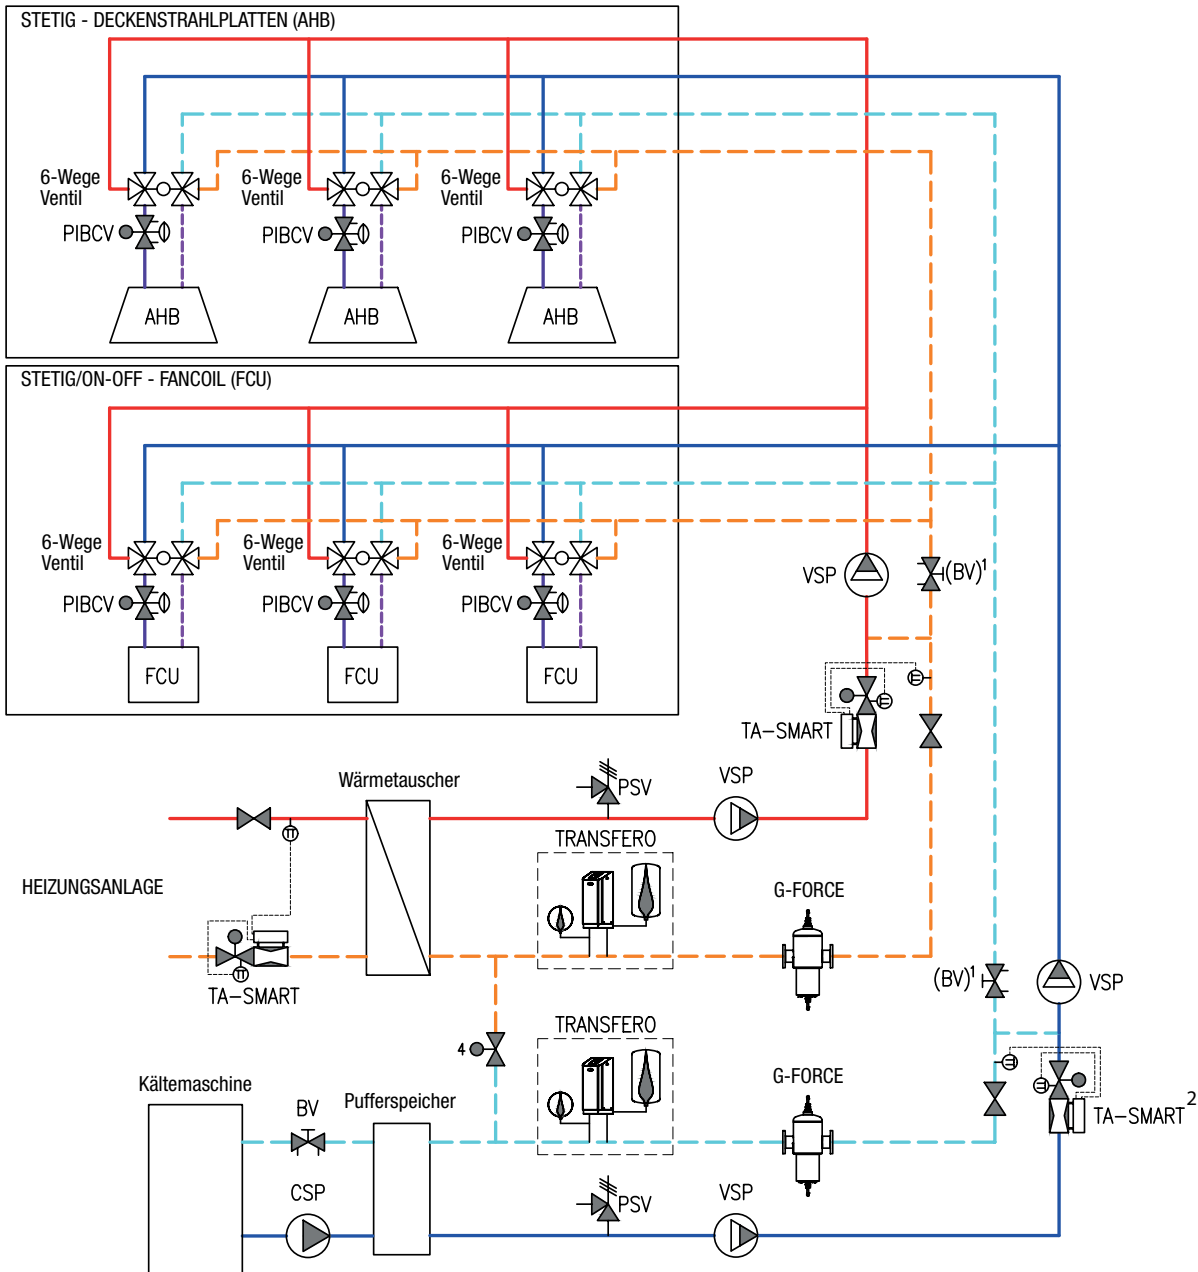 STETIG - DECKENSTRAHLPLATTEN (AHB)
6-Wege
Ventil
6-Wege
Ventil
6-Wege
Ventil
PIBCV
PIBCV
PIBCV
AHB
AHB
AHB
STETIG/ON-OFF - FANCOIL (FCU)
6-Wege
Ventil
6-Wege
Ventil
6-Wege
Ventil
PIBCV
PIBCV
PIBCV
FCU
FCU
FCU
VSP
(BV)1
TA-SMART
Wärmetauscher
PSV
VSP
TRANSFERO
HEIZUNGSANLAGE
G-FORCE
TA-SMART
(BV)1
VSP
TRANSFERO
4
Kältemaschine
BV
Pufferspeicher
G-FORCE
TA-SMART2
CSP
PSV
VSP